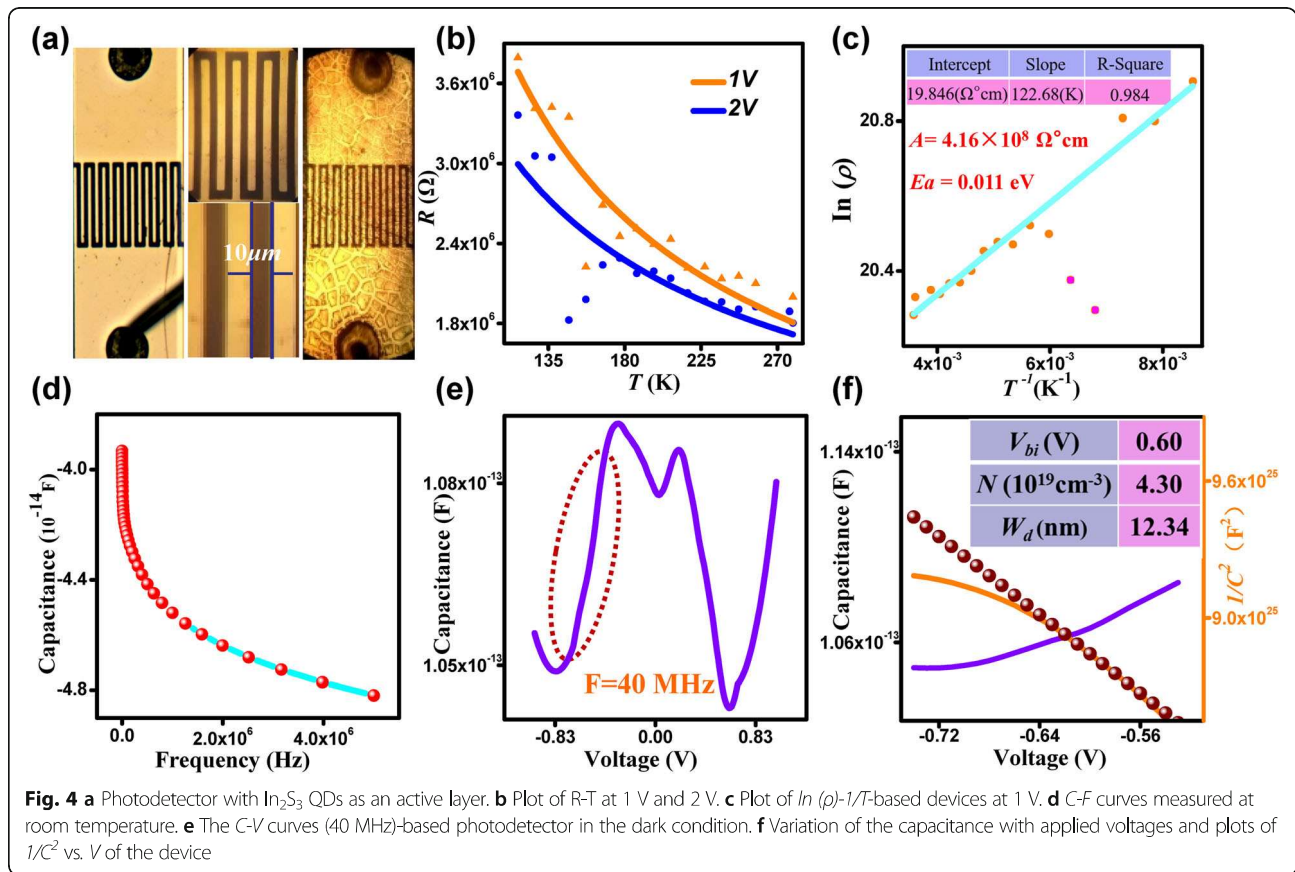 (a)
10μm
(b)
3.6x10⁶
3.0x10⁶
2.4x10⁶
1.8x10⁶
R (Ω)
1V
2V
135 180 225 270
T (K)
(c)
Intercept Slope R-Square
19.846(Ω°cm) 122.68(K) 0.984
A= 4.16×10⁸ Ω°cm
Ea = 0.011 eV
20.8
20.4
In (ρ)
4x10⁻³ 6x10⁻³ 8x10⁻³
T⁻¹(K⁻¹)
(d)
-4.0
-4.4
-4.8
Capacitance (10⁻¹⁴F)
0.0 2.0x10⁶ 4.0x10⁶
Frequency (Hz)
(e)
1.08x10⁻¹³
1.05x10⁻¹³
Capacitance (F)
F=40 MHz
-0.83 0.00 0.83
Voltage (V)
(f)
1.14x10⁻¹³
1.06x10⁻¹³
Capacitance (F)
V_bi (V) 0.60
N (10¹⁹cm⁻³) 4.30
W_d (nm) 12.34
9.6x10²⁵
9.0x10²⁵
1/C² (F²)
-0.72 -0.64 -0.56
Voltage (V)
Fig. 4 a Photodetector with In₂S₃ QDs as an active layer. b Plot of R-T at 1 V and 2 V. c Plot of In (ρ)-1/T-based devices at 1 V. d C-F curves measured at
room temperature. e The C-V curves (40 MHz)-based photodetector in the dark condition. f Variation of the capacitance with applied voltages and plots of
1/C² vs. V of the device